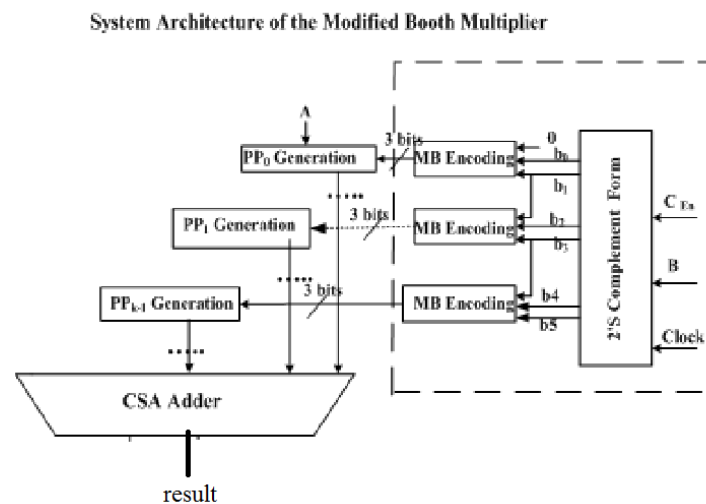 System Architecture of the Modified Booth Multiplier
A
3 bits
0
PP0 Generation
MB Encoding
b0
b1
3 bits
PP1 Generation
MB Encoding
b2
b3
2'S Complement Form
C En
B
Clock
3 bits
PPk-1 Generation
MB Encoding
b4
b5
CSA Adder
result